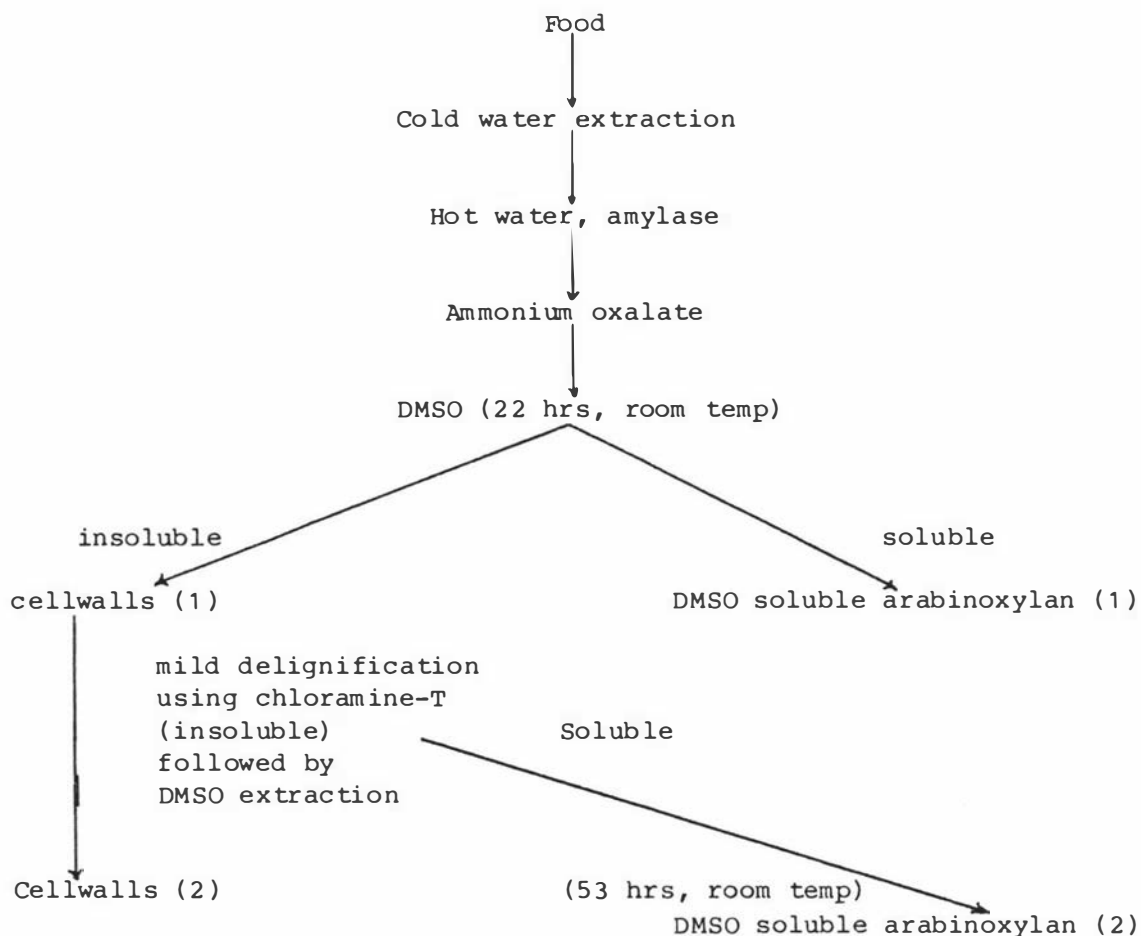 Food
Cold water extraction
Hot water, amylase
Ammonium oxalate
DMSO (22 hrs, room temp)
insoluble
soluble
cellwalls (1)
DMSO soluble arabinoxylan (1)
mild delignification
using chloramine-T
(insoluble)
followed by
DMSO extraction
Soluble
Cellwalls (2)
(53 hrs, room temp)
DMSO soluble arabinoxylan (2)